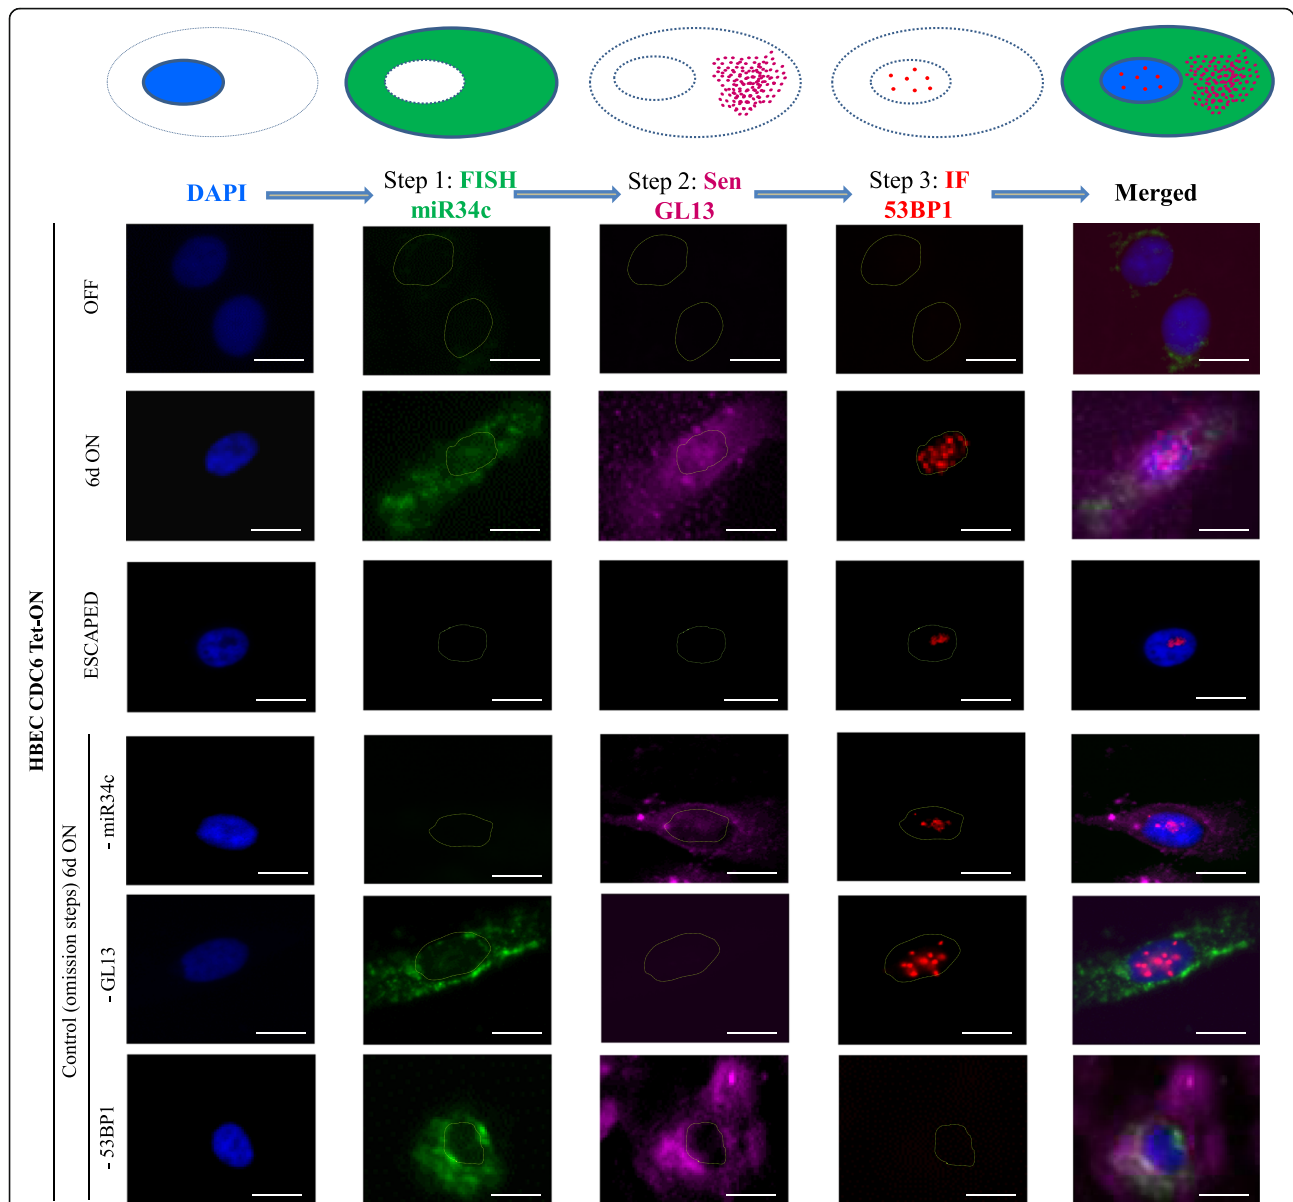 DAPI
Step 1: FISH
miR34c
Step 2: Sen
GL13
Step 3: IF
53BP1
Merged
HBEC CDC6 Tet-ON
OFF
6d ON
ESCAPED
Control (omission steps) 6d ON
- miR34c
- GL13
- 53BP1